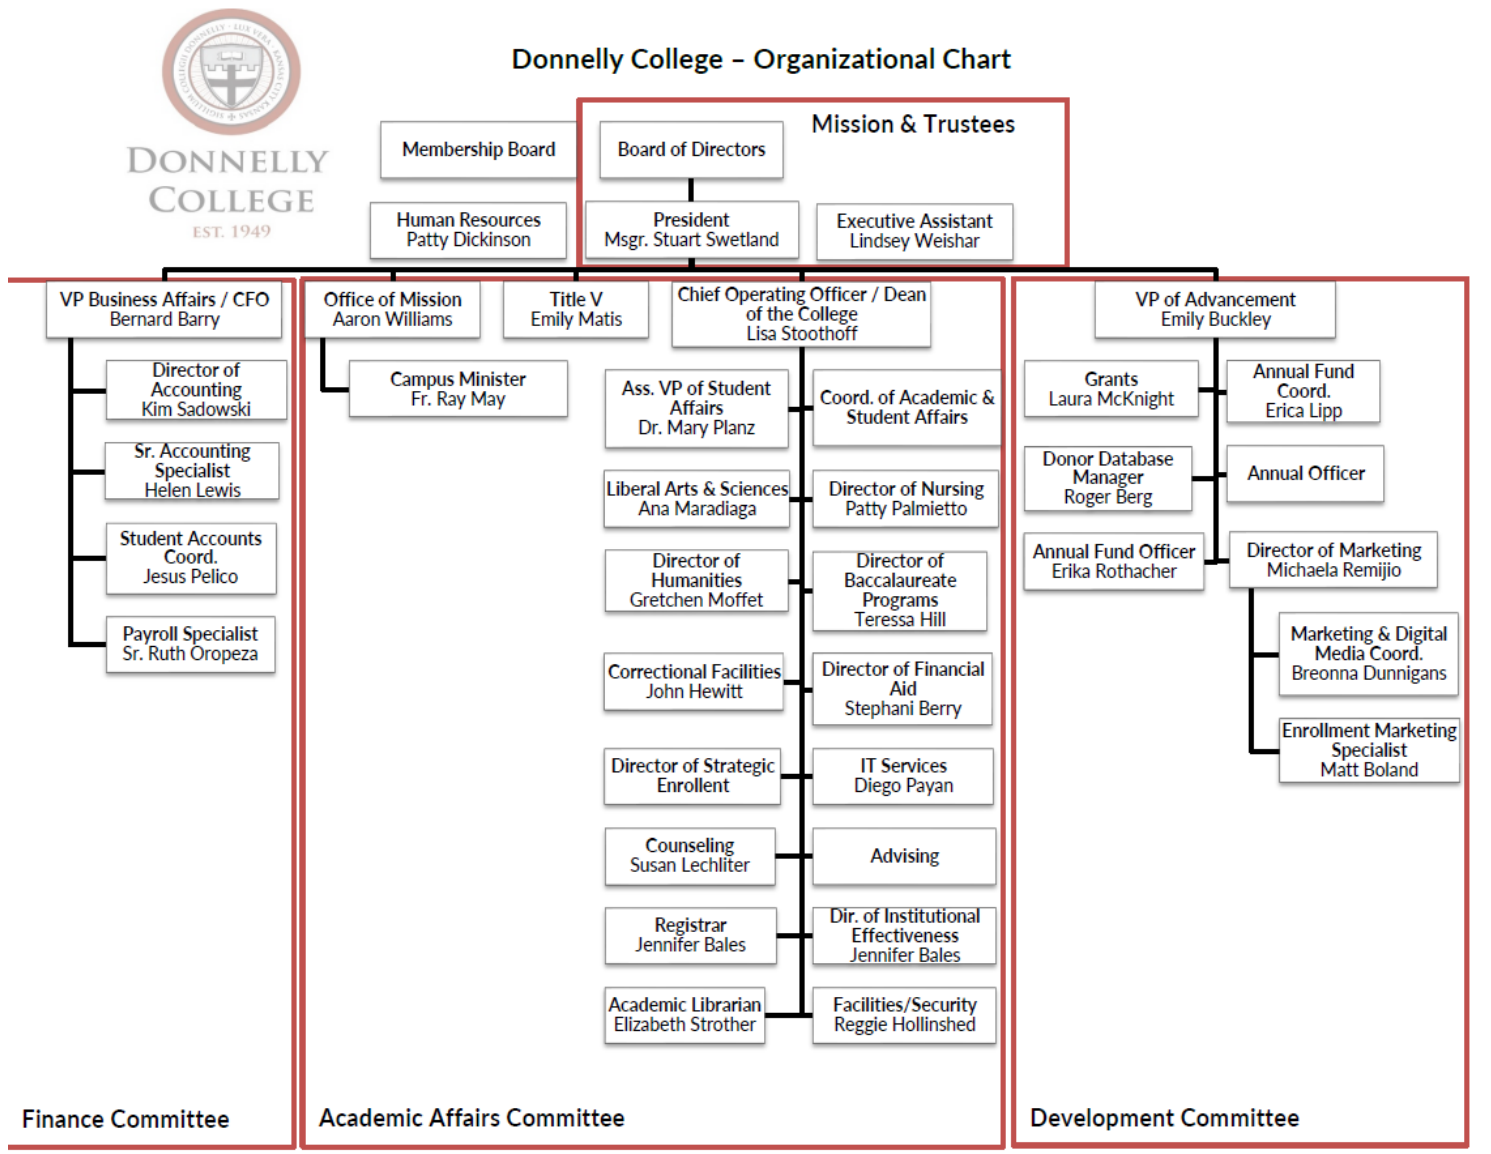 Donnelly College – Organizational Chart
DONNELLY
COLLEGE
EST. 1949
Mission & Trustees
Membership Board
Board of Directors
Human Resources
Patty Dickinson
President
Msgr. Stuart Swetland
Executive Assistant
Lindsey Weishar
VP Business Affairs / CFO
Bernard Barry
Director of
Accounting
Kim Sadowski
Sr. Accounting
Specialist
Helen Lewis
Student Accounts
Coord.
Jesus Pelico
Payroll Specialist
Sr. Ruth Oropeza
Finance Committee
Office of Mission
Aaron Williams
Campus Minister
Fr. Ray May
Title V
Emily Matis
Chief Operating Officer / Dean
of the College
Lisa Stoothoff
Ass. VP of Student
Affairs
Dr. Mary Planz
Coord. of Academic &
Student Affairs
Liberal Arts & Sciences
Ana Maradiaga
Director of Nursing
Patty Palmietto
Director of
Humanities
Gretchen Moffet
Director of
Baccalaureate
Programs
Teressa Hill
Correctional Facilities
John Hewitt
Director of Financial
Aid
Stephani Berry
Director of Strategic
Enrollent
IT Services
Diego Payan
Counseling
Susan Lechliter
Advising
Registrar
Jennifer Bales
Dir. of Institutional
Effectiveness
Jennifer Bales
Academic Librarian
Elizabeth Strother
Facilities/Security
Reggie Hollinshed
Academic Affairs Committee
VP of Advancement
Emily Buckley
Grants
Laura McKnight
Annual Fund
Coord.
Erica Lipp
Donor Database
Manager
Roger Berg
Annual Officer
Annual Fund Officer
Erika Rothacher
Director of Marketing
Michaela Remijio
Marketing & Digital
Media Coord.
Breonna Dunnigans
Enrollment Marketing
Specialist
Matt Boland
Development Committee